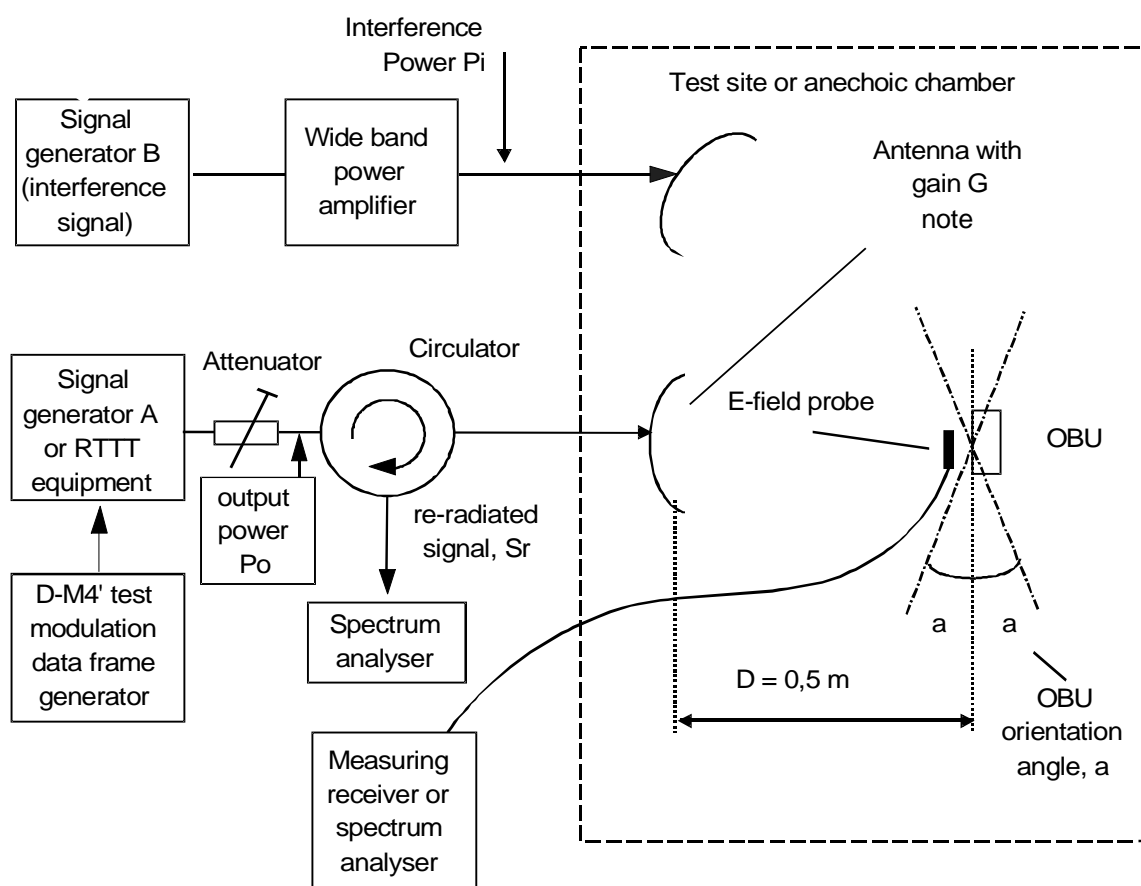 Interference
Power Pi
Test site or anechoic chamber
Signal
generator B
(interference
signal)
Wide band
power
amplifier
Antenna with
gain G
note
Attenuator
Circulator
Signal
generator A
or RTTT
equipment
E-field probe
OBU
output
power
Po
re-radiated
signal, Sr
D-M4' test
modulation
data frame
generator
Spectrum
analyser
a
a
D = 0,5 m
OBU
orientation
angle, a
Measuring
receiver or
spectrum
analyser